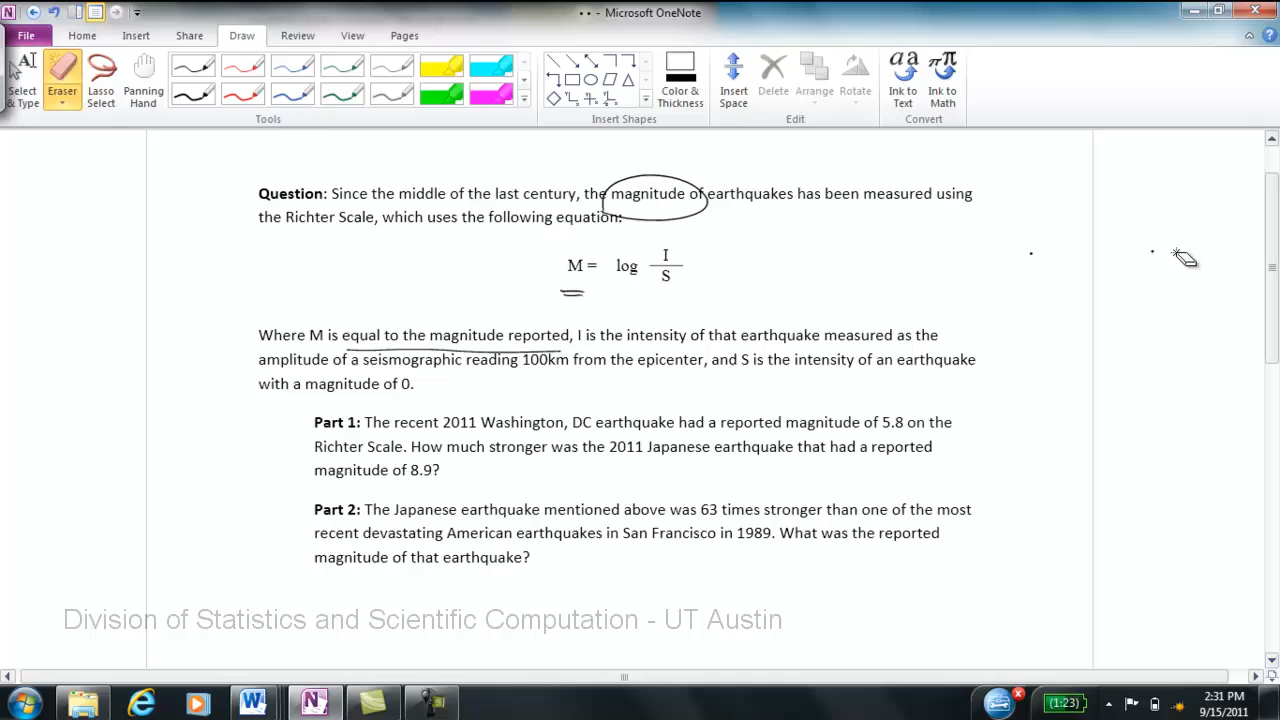 •• - Microsoft OneNote
File Home Insert Share Draw Review View Pages
Select & Type
Eraser
Lasso Select
Panning Hand
Color & Thickness
Insert Space
Delete
Arrange
Rotate
Ink to Text
Ink to Math
Tools Insert Shapes Edit Convert
Question: Since the middle of the last century, the magnitude of earthquakes has been measured using
the Richter Scale, which uses the following equation:
M = log I
S
Where M is equal to the magnitude reported, I is the intensity of that earthquake measured as the
amplitude of a seismographic reading 100km from the epicenter, and S is the intensity of an earthquake
with a magnitude of 0.
Part 1: The recent 2011 Washington, DC earthquake had a reported magnitude of 5.8 on the
Richter Scale. How much stronger was the 2011 Japanese earthquake that had a reported
magnitude of 8.9?
Part 2: The Japanese earthquake mentioned above was 63 times stronger than one of the most
recent devastating American earthquakes in San Francisco in 1989. What was the reported
magnitude of that earthquake?
Division of Statistics and Scientific Computation - UT Austin
(1:23)
2:31 PM
9/15/2011